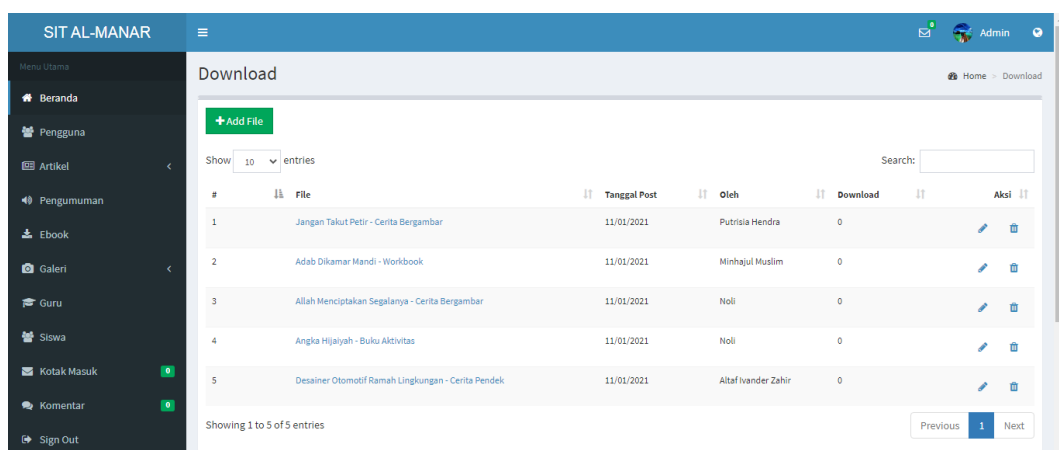 SIT AL-MANAR
0
Admin
Menu Utama
Beranda
Pengguna
Artikel
Pengumuman
Ebook
Galeri
Guru
Siswa
Kotak Masuk 0
Komentar 0
Sign Out
Download
Home > Download
+ Add File
Show 10 entries
Search:
# File Tanggal Post Oleh Download Aksi
1 Jangan Takut Petir - Cerita Bergambar 11/01/2021 Putrisia Hendra 0
2 Adab Dikamar Mandi - Workbook 11/01/2021 Minhajul Muslim 0
3 Allah Menciptakan Segalanya - Cerita Bergambar 11/01/2021 Noli 0
4 Angka Hijaiyah - Buku Aktivitas 11/01/2021 Noli 0
5 Desainer Otomotif Ramah Lingkungan - Cerita Pendek 11/01/2021 Altaf Ivander Zahir 0
Showing 1 to 5 of 5 entries
Previous 1 Next